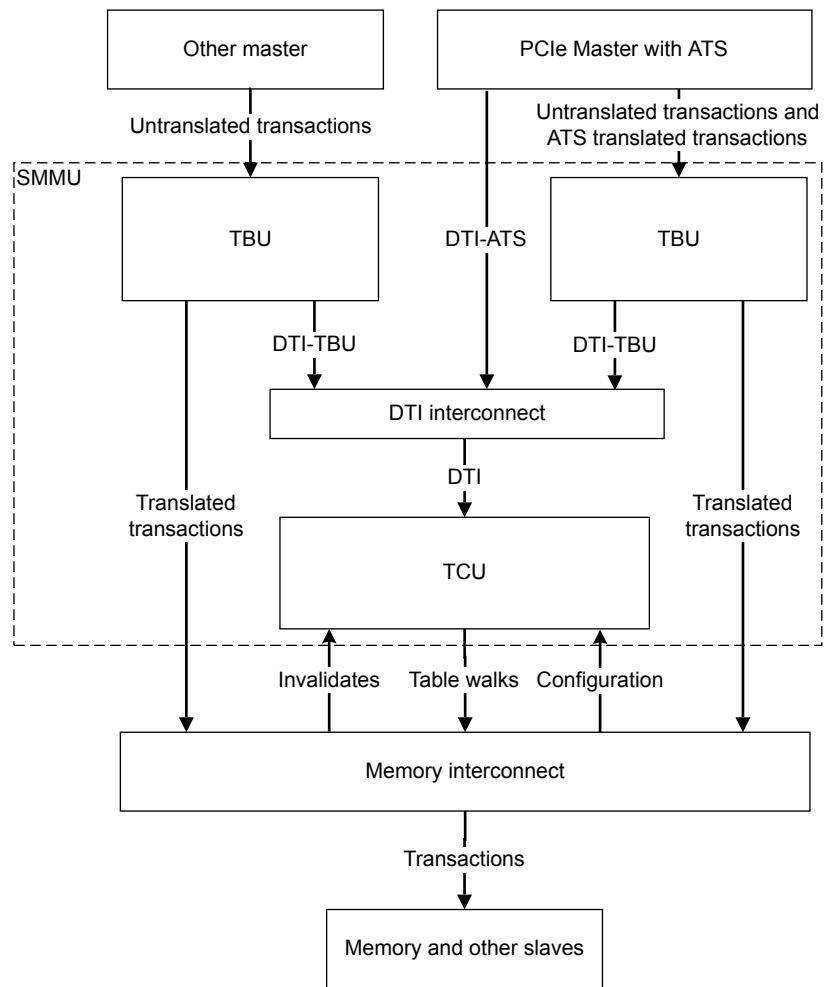 Other master
PCIe Master with ATS
Untranslated transactions
Untranslated transactions and
ATS translated transactions
SMMU
TBU
DTI-ATS
TBU
DTI-TBU
DTI-TBU
DTI interconnect
DTI
Translated
transactions
Translated
transactions
TCU
Invalidates
Table walks
Configuration
Memory interconnect
Transactions
Memory and other slaves